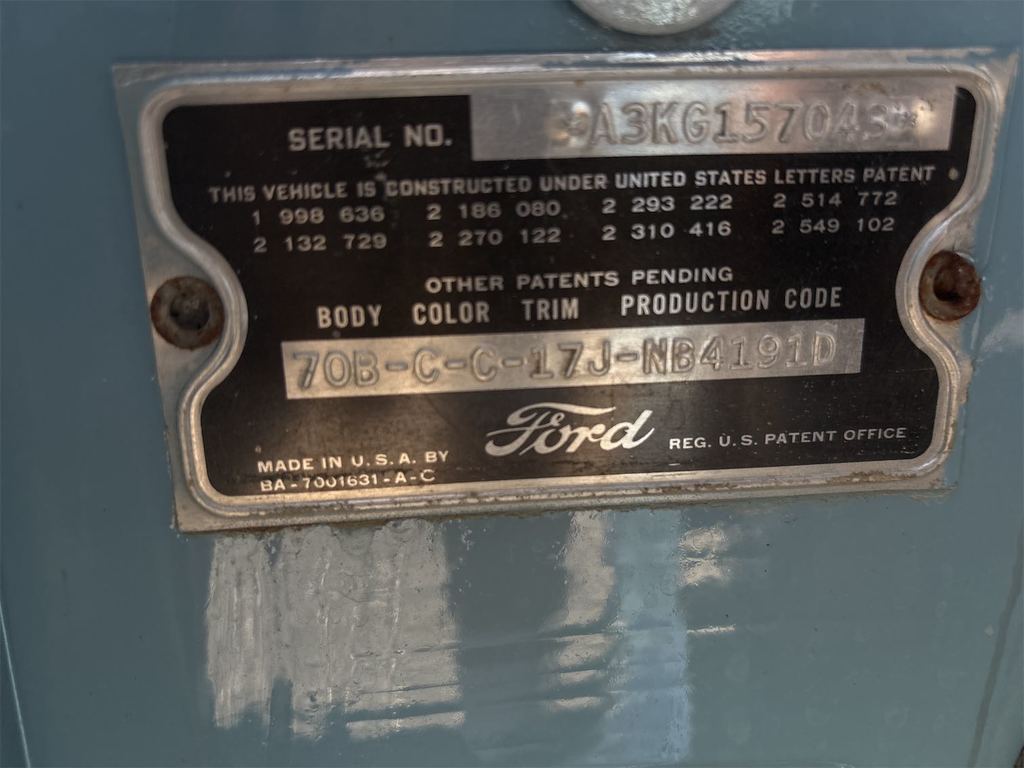 SERIAL NO. *A3KG157043*
THIS VEHICLE IS CONSTRUCTED UNDER UNITED STATES LETTERS PATENT
1 998 636 2 186 080 2 293 222 2 514 772
2 132 729 2 270 122 2 310 416 2 549 102
OTHER PATENTS PENDING
BODY COLOR TRIM PRODUCTION CODE
70B-C-C-17J-NB4191D
Ford REG. U.S. PATENT OFFICE
MADE IN U.S.A. BY
BA-7001631-A-C